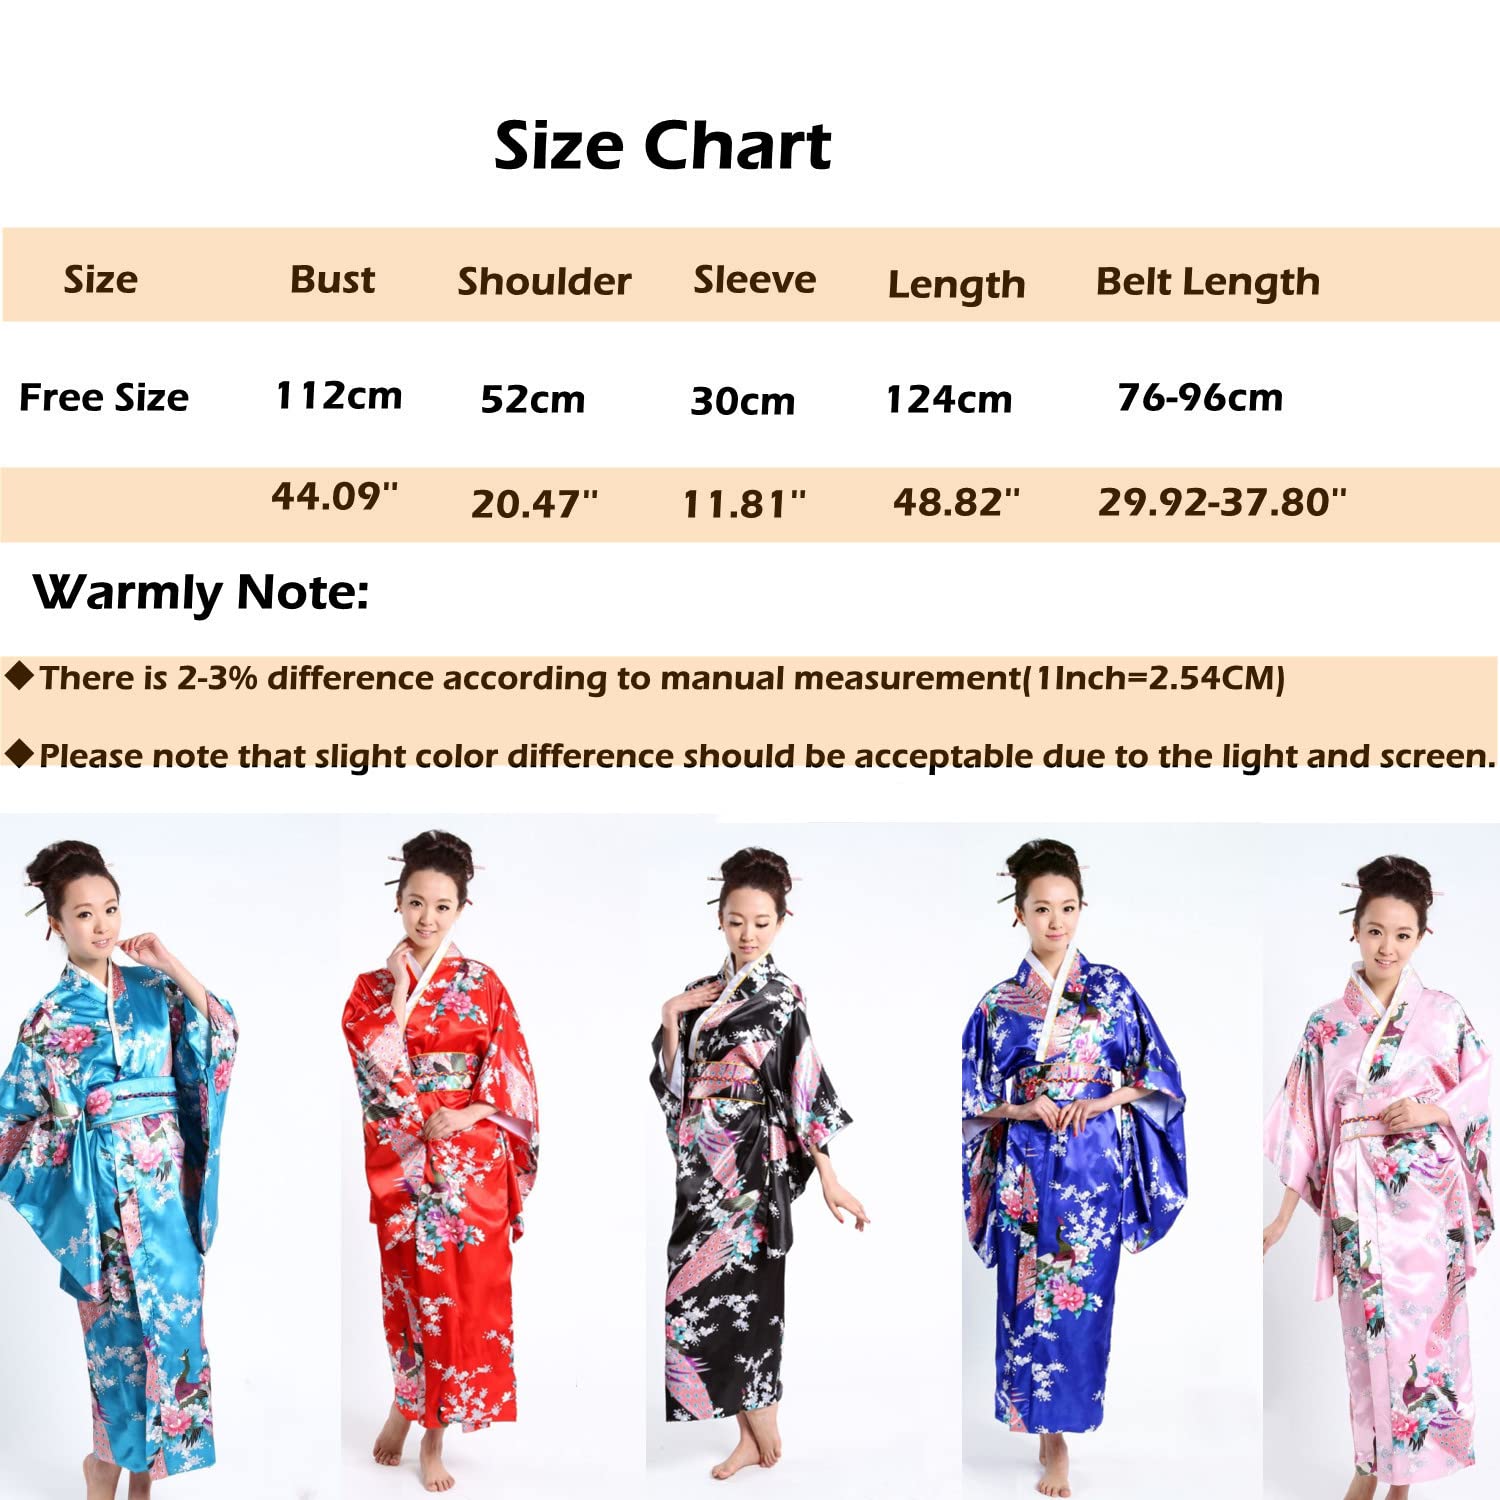 Size Chart
Size Bust Shoulder Sleeve Length Belt Length
Free Size 112cm 52cm 30cm 124cm 76-96cm
44.09" 20.47" 11.81" 48.82" 29.92-37.80"
Warmly Note:
◆There is 2-3% difference according to manual measurement(1Inch=2.54CM)
◆Please note that slight color difference should be acceptable due to the light and screen.